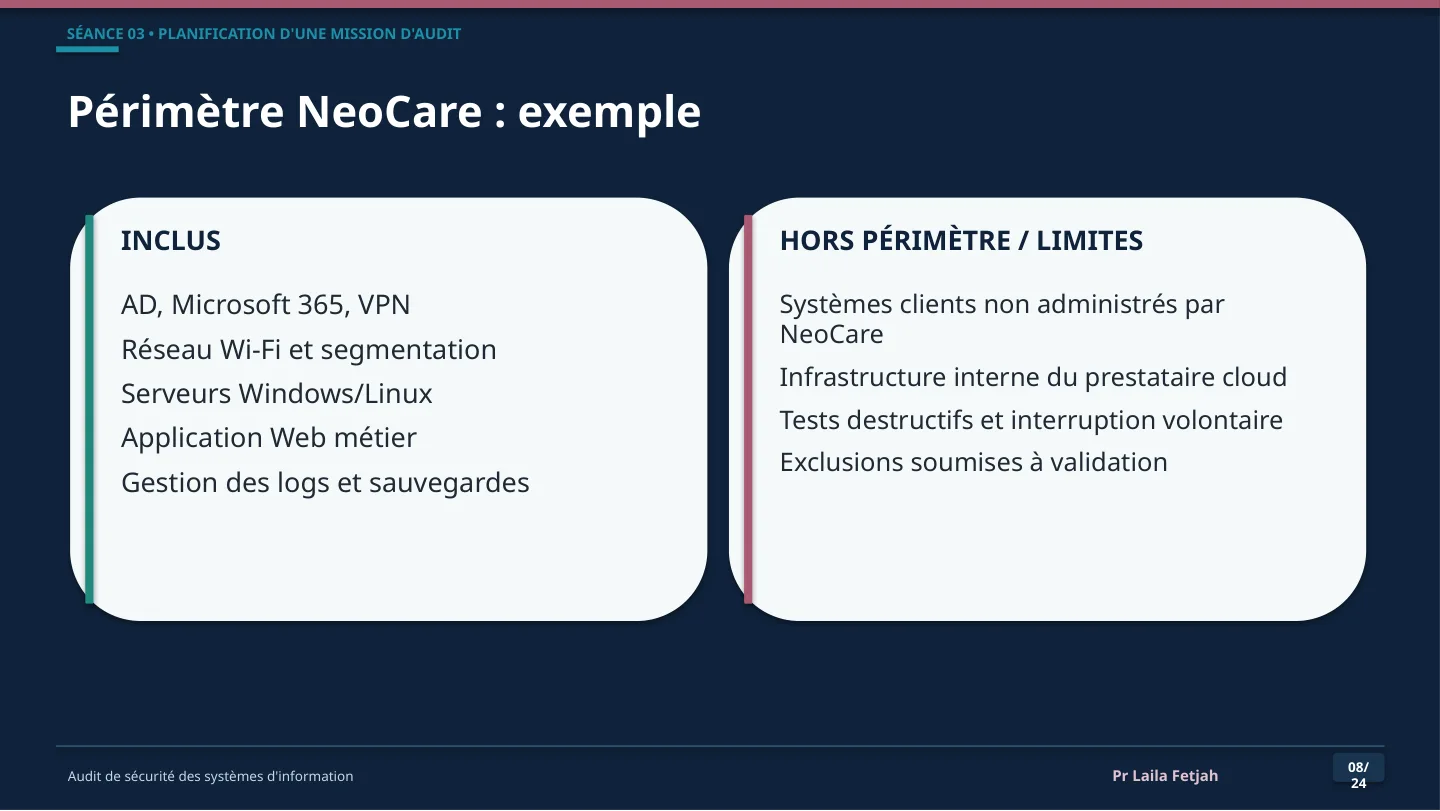 SÉANCE 03 • PLANIFICATION D'UNE MISSION D'AUDIT
Périmètre NeoCare : exemple
INCLUS
AD, Microsoft 365, VPN
Réseau Wi-Fi et segmentation
Serveurs Windows/Linux
Application Web métier
Gestion des logs et sauvegardes
HORS PÉRIMÈTRE / LIMITES
Systèmes clients non administrés par
NeoCare
Infrastructure interne du prestataire cloud
Tests destructifs et interruption volontaire
Exclusions soumises à validation
Audit de sécurité des systèmes d'information
Pr Laila Fetjah
08/
24